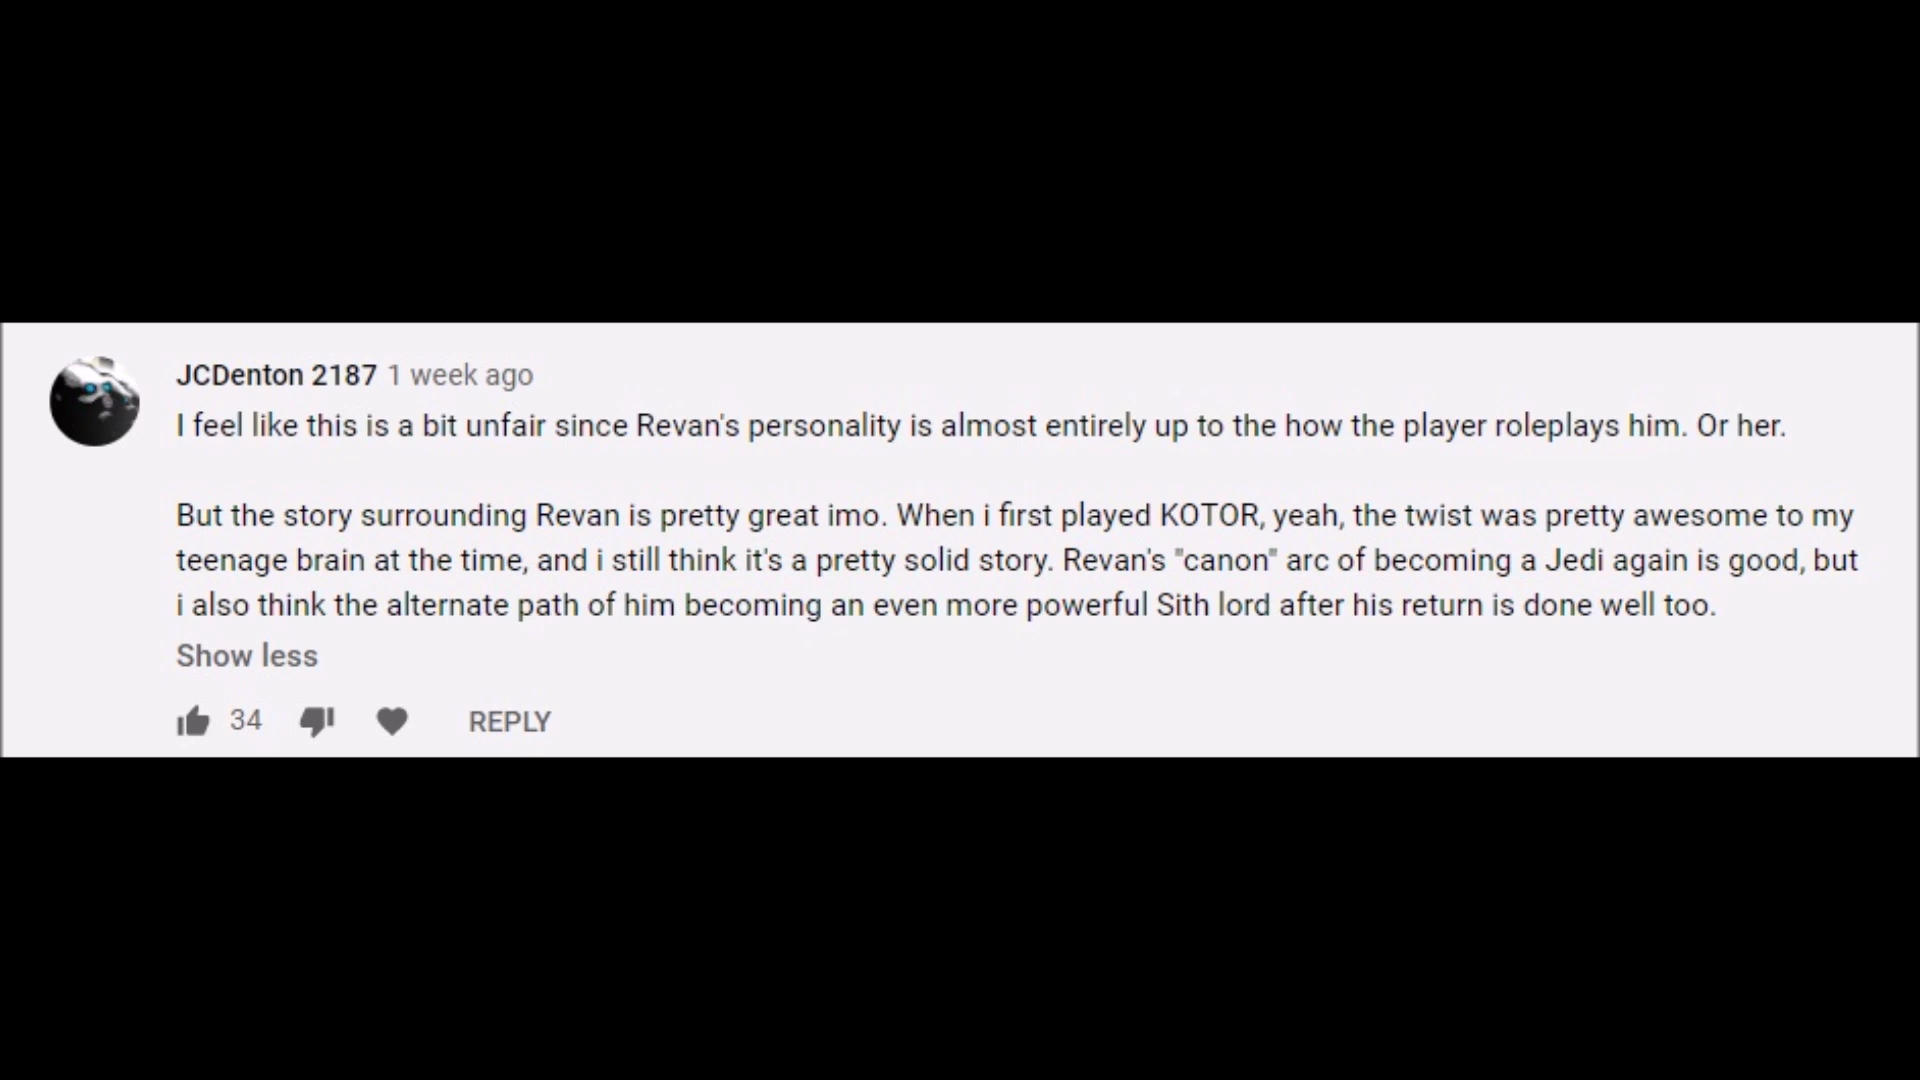 JCDenton 2187 1 week ago
I feel like this is a bit unfair since Revan's personality is almost entirely up to the how the player roleplays him. Or her.
But the story surrounding Revan is pretty great imo. When i first played KOTOR, yeah, the twist was pretty awesome to my
teenage brain at the time, and i still think it's a pretty solid story. Revan's "canon" arc of becoming a Jedi again is good, but
i also think the alternate path of him becoming an even more powerful Sith lord after his return is done well too.
Show less
34 REPLY